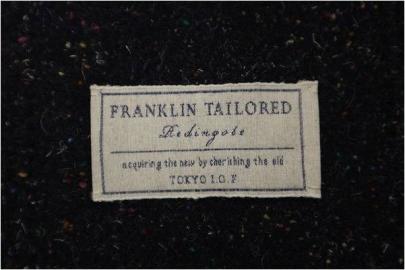 FRANKLIN TAILORED
Redingote
acquiring the new by cherishing the old
TOKYO I.O.F